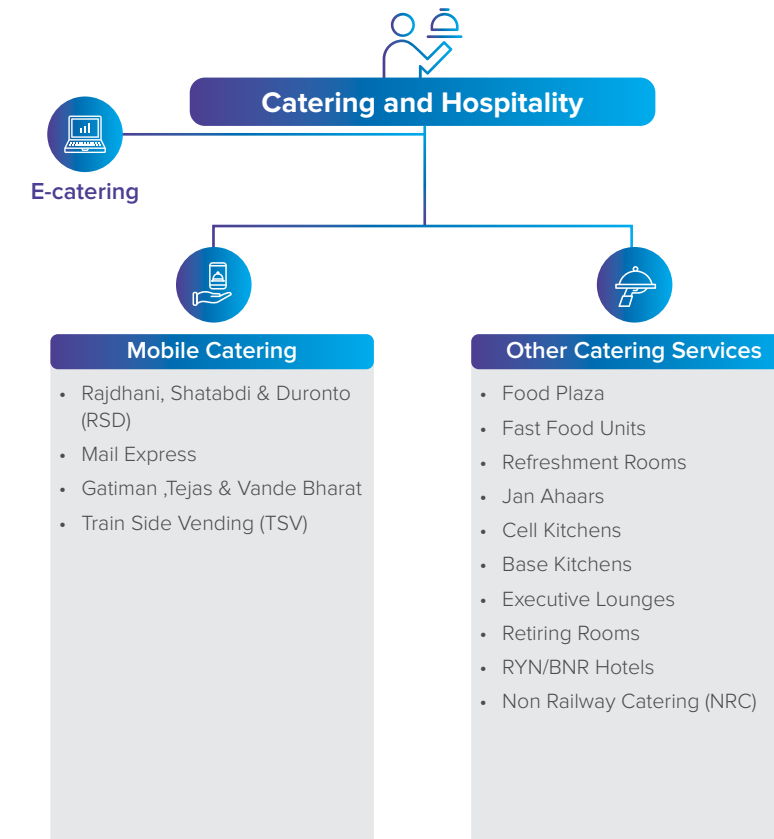 Catering and Hospitality
E-catering
Mobile Catering
• Rajdhani, Shatabdi & Duronto
(RSD)
• Mail Express
• Gatiman ,Tejas & Vande Bharat
• Train Side Vending (TSV)
Other Catering Services
• Food Plaza
• Fast Food Units
• Refreshment Rooms
• Jan Ahaars
• Cell Kitchens
• Base Kitchens
• Executive Lounges
• Retiring Rooms
• RYN/BNR Hotels
• Non Railway Catering (NRC)